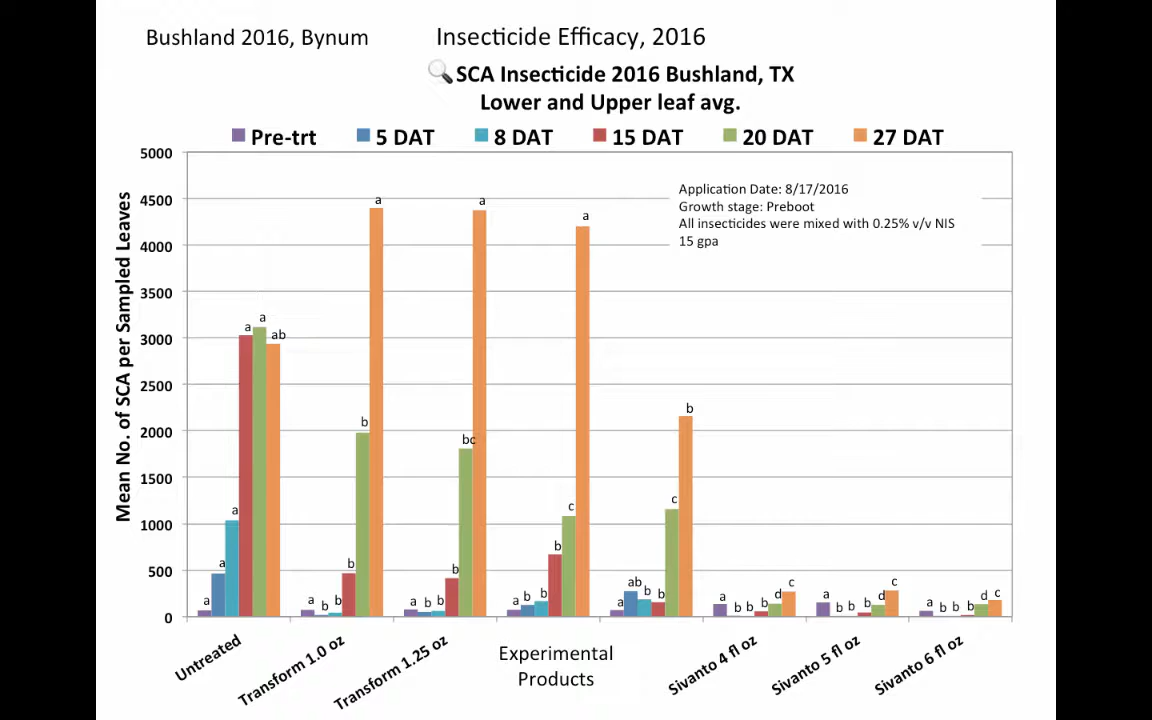 Bushland 2016, Bynum
Insecticide Efficacy, 2016
SCA Insecticide 2016 Bushland, TX
Lower and Upper leaf avg.
Pre-trt 5 DAT 8 DAT 15 DAT 20 DAT 27 DAT
Mean No. of SCA per Sampled Leaves
5000
4500
4000
3500
3000
2500
2000
1500
1000
500
0
Application Date: 8/17/2016
Growth stage: Preboot
All insecticides were mixed with 0.25% v/v NIS
15 gpa
a a a a a ab
a b b b b a
a b b b bc a
a b b b c a
a ab b b c b
a b b b d c
a b b b d c
a b b b d c
Untreated
Transform 1.0 oz
Transform 1.25 oz
Experimental
Products
Sivanto 4 fl oz
Sivanto 5 fl oz
Sivanto 6 fl oz